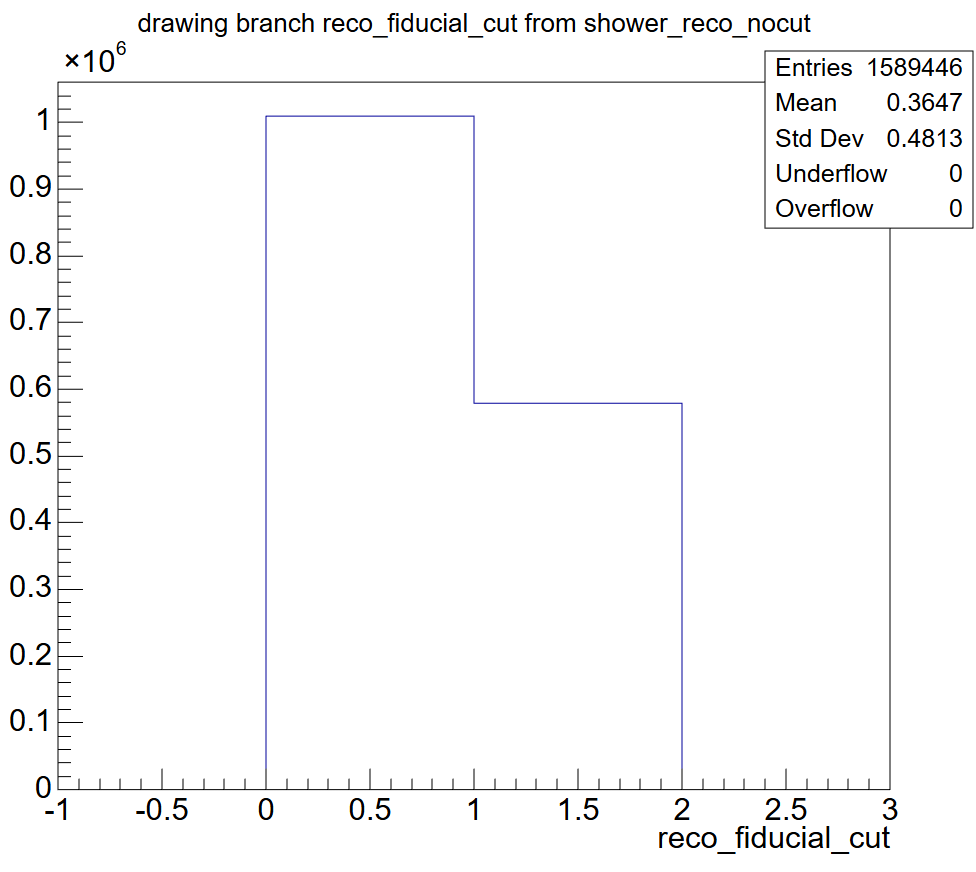 drawing branch reco_fiducial_cut from shower_reco_nocut
×10^6
Entries 1589446
Mean 0.3647
Std Dev 0.4813
Underflow 0
Overflow 0
1
0.9
0.8
0.7
0.6
0.5
0.4
0.3
0.2
0.1
0
-1 -0.5 0 0.5 1 1.5 2 2.5 3
reco_fiducial_cut